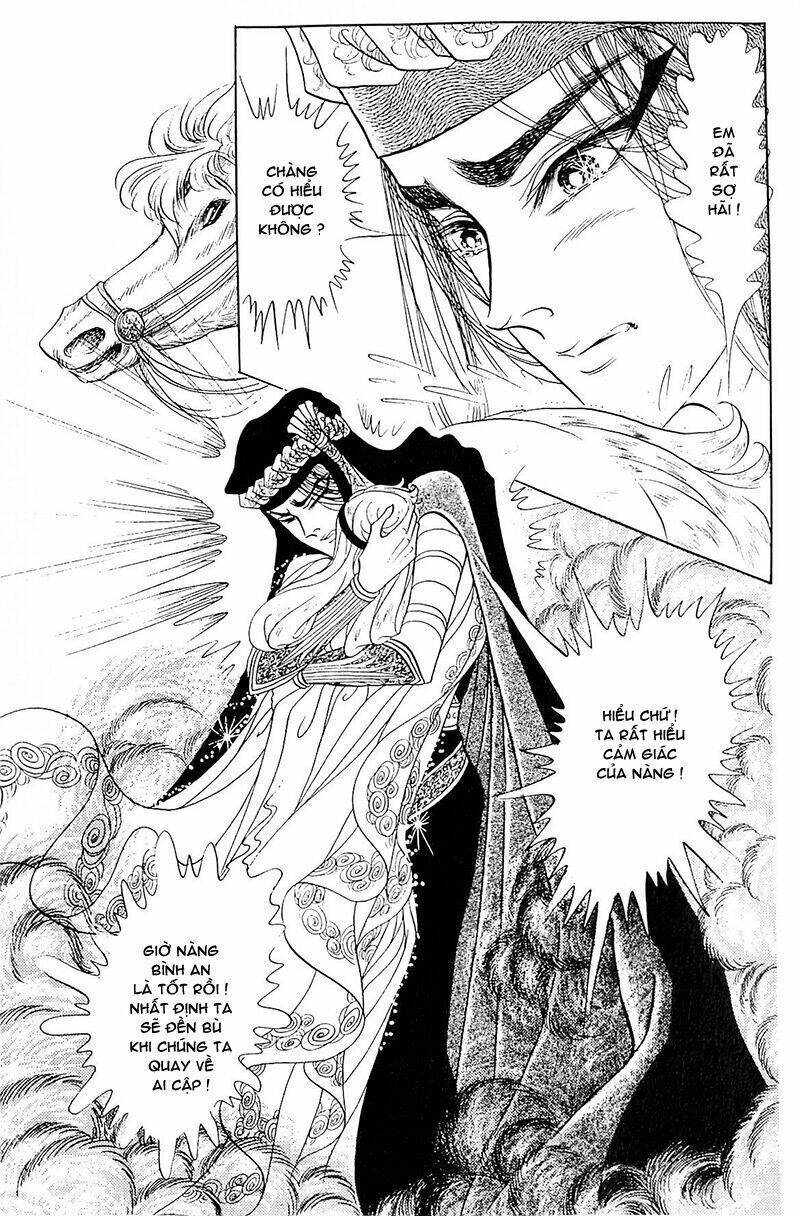 EM
ĐÃ
RẤT
SỢ
HÃI !
CHÀNG
CÓ HIỂU
ĐƯỢC
KHÔNG ?
HIỂU CHỨ !
TA RẤT HIỂU
CẢM GIÁC
CỦA NÀNG !
GIỜ NÀNG
BÌNH AN
LÀ TỐT RỒI !
NHẤT ĐỊNH TA
SẼ ĐỀN BÙ
KHI CHÚNG TA
QUAY VỀ
AI CẬP !